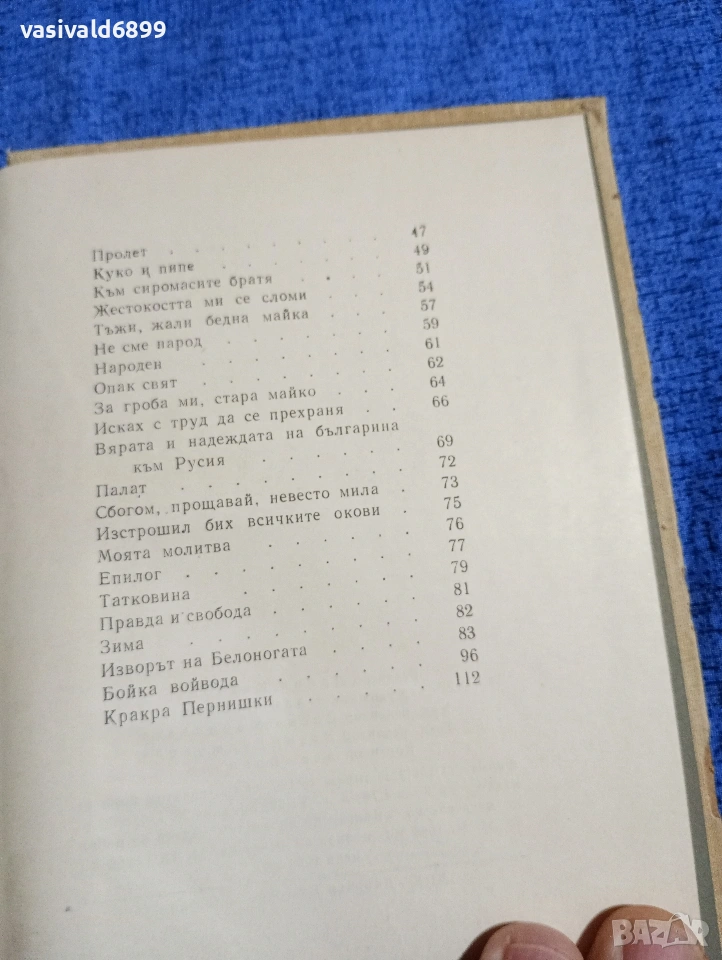 vasivald6899
Пролет 47
Куко и пипе 49
Към сиромасите братя 51
Жестокостта ми се сломи 54
Тъжи, жали бедна майка 57
Не сме народ 59
Народен 61
Опак свят 62
За гроба ми, стара майко 64
Исках с труд да се прехраня 66
Вярата и надеждата на българина
към Русия 69
Палат 72
Сбогом, прощавай, невесто мила 73
Изстрошил бих всичките окови 75
Моята молитва 76
Епилог 77
Татковина 79
Правда и свобода 81
Зима 82
Изворът на Белоногата 83
Бойка войвода 96
Кракра Пернишки 112
BAZAR